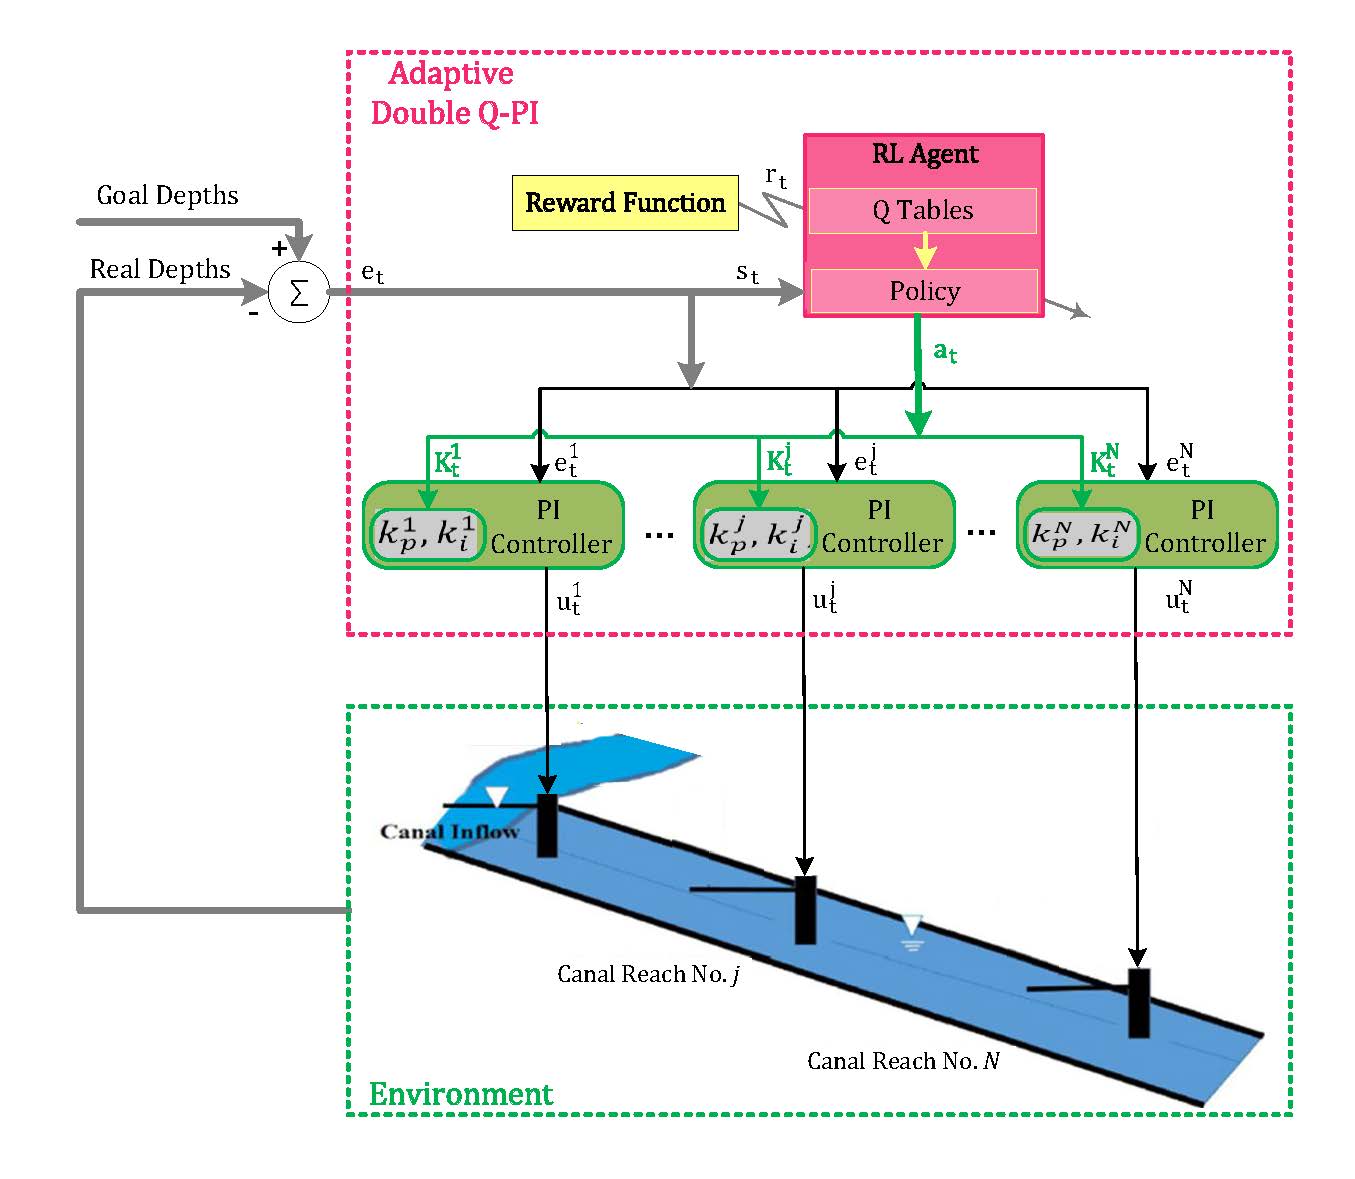 Adaptive
Double Q-PI
RL Agent
Reward Function
r_t
Q Tables
Policy
Goal Depths
+
Real Depths
-
∑
e_t
s_t
a_t
K_t^1
e_t^1
K_t^j
e_t^j
K_t^N
e_t^N
k_p^1, k_i^1
PI
Controller
...
k_p^j, k_i^j
PI
Controller
...
k_p^N, k_i^N
PI
Controller
u_t^1
u_t^j
u_t^N
Canal Inflow
Canal Reach No. j
Canal Reach No. N
Environment